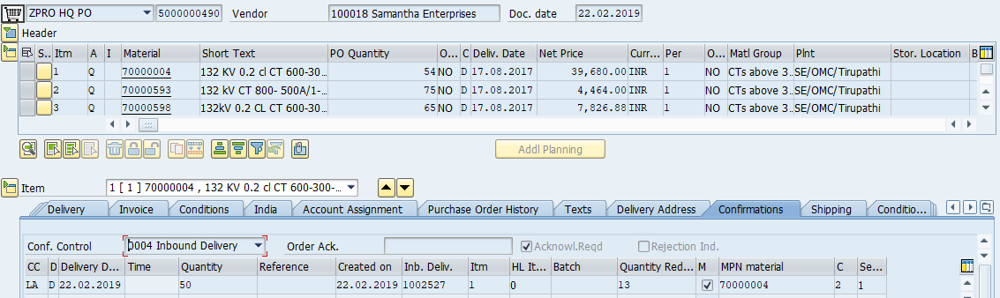 ZPRO HQ PO 5000000490 Vendor 100018 Samantha Enterprises Doc. date 22.02.2019
Header
S.. Itm A I Material Short Text PO Quantity O... C Deliv. Date Net Price Curr... Per O... Matl Group Plnt Stor. Location B
1 Q 70000004 132 KV 0.2 cl CT 600-30... 54 NO D 17.08.2017 39,680.00 INR 1 NO CTs above 3.. SE/OMC/Tirupathi
2 Q 70000593 132 kV CT 800- 500A/1-... 75 NO D 17.08.2017 4,464.00 INR 1 NO CTs above 3.. SE/OMC/Tirupathi
3 Q 70000598 132kV 0.2 CL CT 600-30... 65 NO D 17.08.2017 7,826.88 INR 1 NO CTs above 3.. SE/OMC/Tirupathi
Addl Planning
Item 1 [ 1 ] 70000004 , 132 KV 0.2 cl CT 600-300-...
Delivery Invoice Conditions India Account Assignment Purchase Order History Texts Delivery Address Confirmations Shipping Conditio...
Conf. Control 0004 Inbound Delivery Order Ack. Acknowl.Reqd Rejection Ind.
CC D Delivery D... Time Quantity Reference Created on Inb. Deliv. Itm HL It... Batch Quantity Red... M MPN material C Se...
LA D 22.02.2019 50 22.02.2019 1002527 1 0 13 70000004 2 1